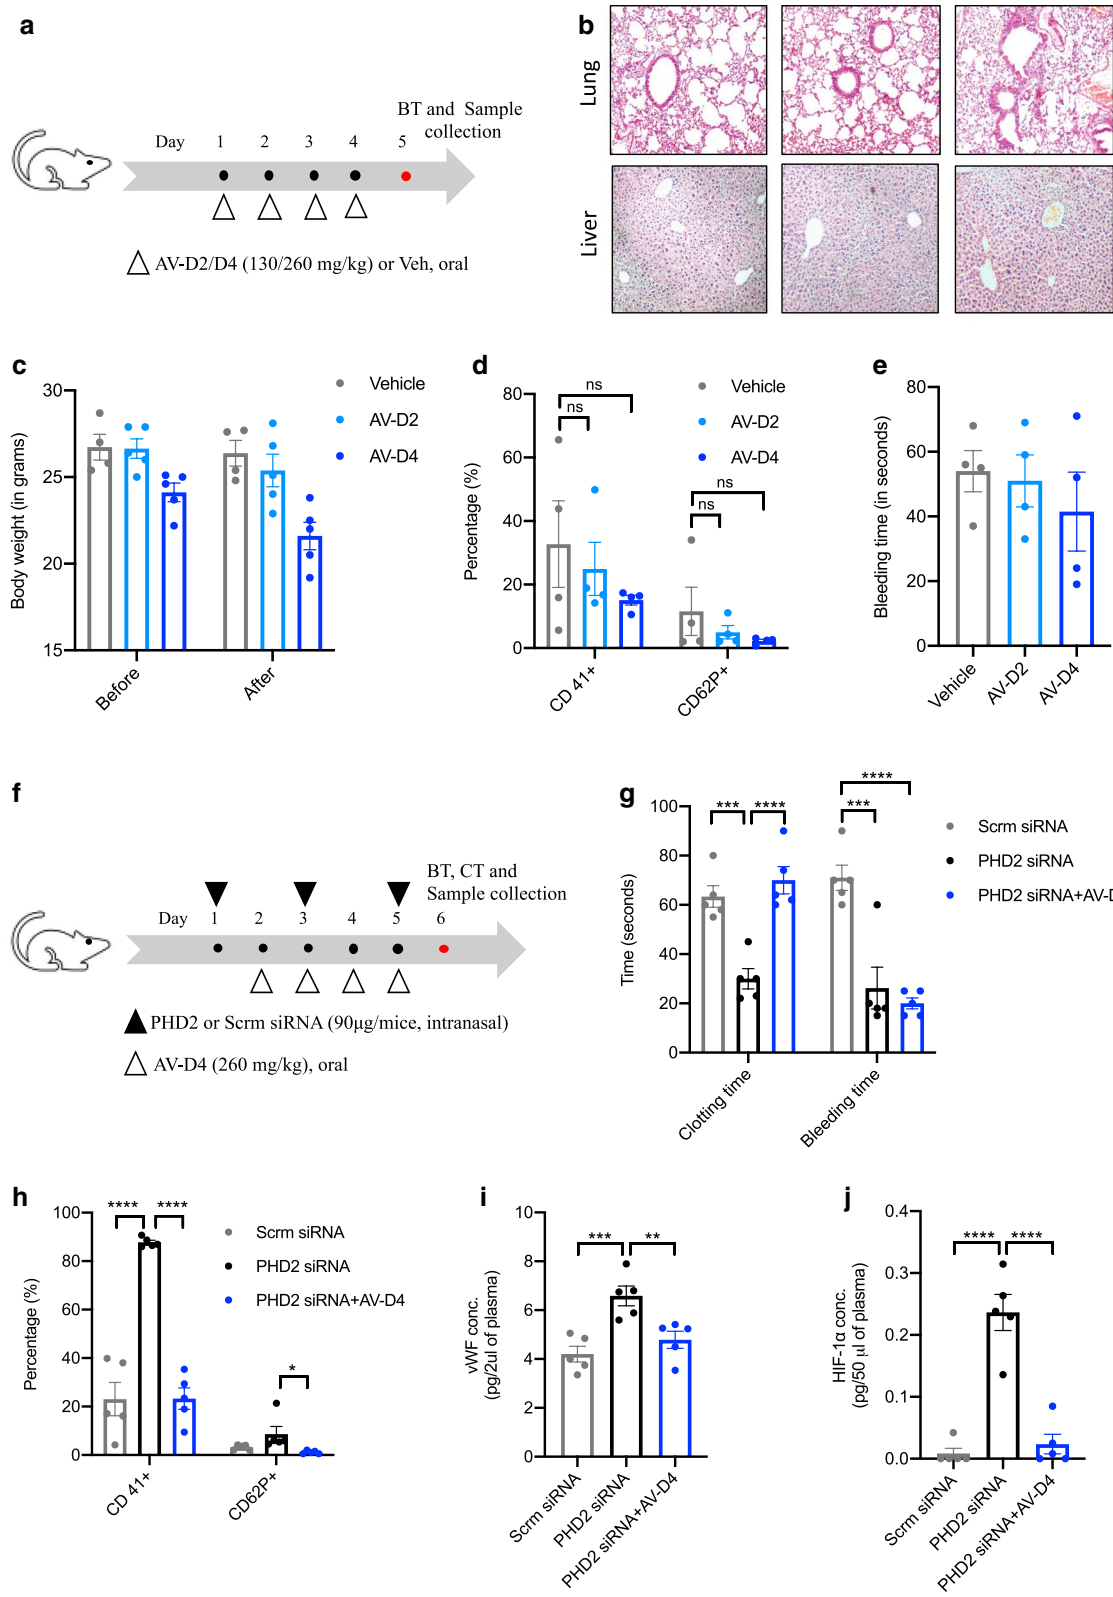 a
BT and Sample
collection
Day 1 2 3 4 5
AV-D2/D4 (130/260 mg/kg) or Veh, oral
b
Lung
Liver
c
30
25
20
15
Body weight (in grams)
Before
After
Vehicle
AV-D2
AV-D4
d
80
60
40
20
0
Percentage (%)
ns
ns
ns
ns
CD 41+
CD62P+
Vehicle
AV-D2
AV-D4
e
80
60
40
20
0
Bleeding time (in seconds)
Vehicle
AV-D2
AV-D4
f
BT, CT and
Sample collection
Day 1 2 3 4 5 6
PHD2 or Scrm siRNA (90µg/mice, intranasal)
AV-D4 (260 mg/kg), oral
g
100
80
60
40
20
0
Time (seconds)
*** ****
****
***
Clotting time
Bleeding time
Scrm siRNA
PHD2 siRNA
PHD2 siRNA+AV-D
h
100
80
60
40
20
0
Percentage (%)
**** ****
*
CD 41+
CD62P+
Scrm siRNA
PHD2 siRNA
PHD2 siRNA+AV-D4
i
10
8
6
4
2
0
vWF conc.
(pg/2ul of plasma)
*** **
Scrm siRNA
PHD2 siRNA
PHD2 siRNA+AV-D4
j
0.4
0.3
0.2
0.1
0.0
HIF-1α conc.
(pg/50 µl of plasma)
**** ****
Scrm siRNA
PHD2 siRNA
PHD2 siRNA+AV-D4